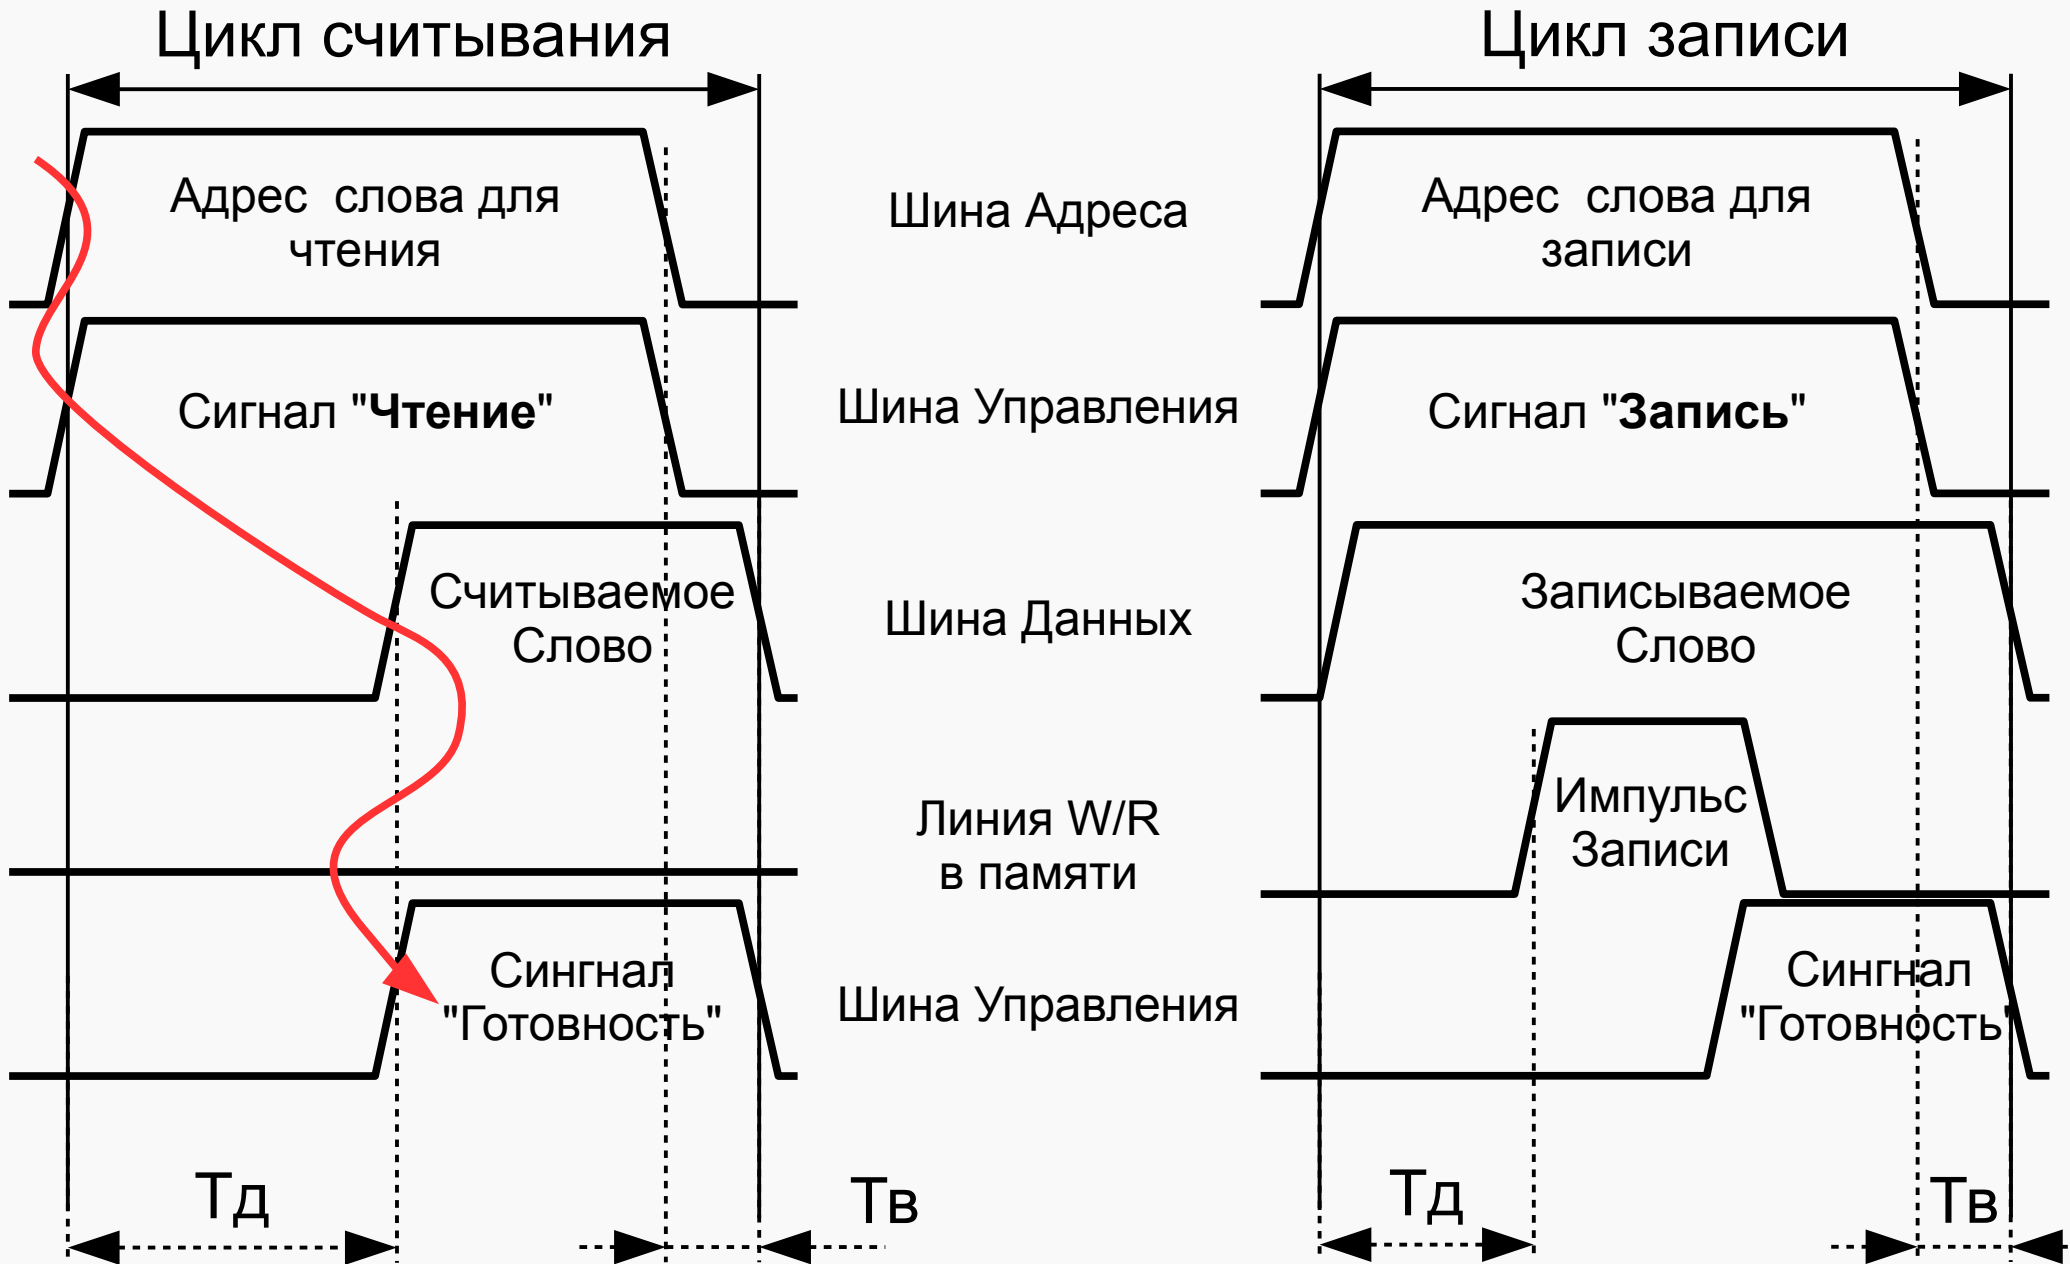 Цикл считывания
Цикл записи
Адрес слова для
чтения
Шина Адреса
Адрес слова для
записи
Сигнал "Чтение"
Шина Управления
Сигнал "Запись"
Считываемое
Слово
Шина Данных
Записываемое
Слово
Линия W/R
в памяти
Импульс
Записи
Сингнал
"Готовность"
Шина Управления
Сингнал
"Готовность"
Тд
Тв
Тд
Тв